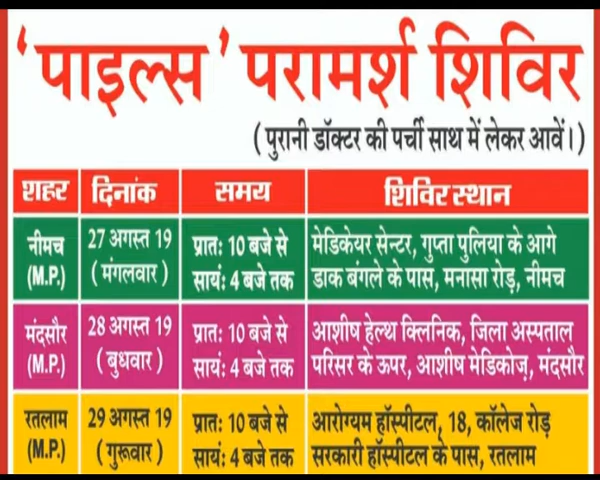 ‘पाइल्स’ परामर्श शिविर
( पुरानी डॉक्टर की पर्ची साथ में लेकर आवें।)
शहर दिनांक समय शिविर स्थान
नीमच 27 अगस्त 19 प्रात: 10 बजे से मेडिकेयर सेन्टर, गुप्ता पुलिया के आगे
(M.P.) ( मंगलवार ) सायं: 4 बजे तक डाक बंगले के पास, मनासा रोड़, नीमच
मंदसौर 28 अगस्त 19 प्रात: 10 बजे से आशीष हेल्थ क्लिनिक, जिला अस्पताल
(M.P.) ( बुधवार ) सायं: 4 बजे तक परिसर के ऊपर, आशीष मेडिकोज़, मंदसौर
रतलाम 29 अगस्त 19 प्रात: 10 बजे से आरोग्यम हॉस्पीटल, 18, कॉलेज रोड़
(M.P.) ( गुरूवार ) सायं: 4 बजे तक सरकारी हॉस्पीटल के पास, रतलाम